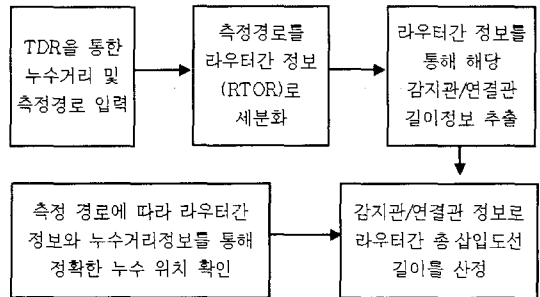 TDR을 통한
누수거리 및
측정경로 입력
측정경로를
라우터간 정보
(RTOR)로
세분화
라우터간 정보를
통해 해당
감지관/연결관
길이정보 추출
측정 경로에 따라 라우터간
정보와 누수거리정보를 통해
정확한 누수 위치 확인
감지관/연결관 정보로
라우터간 총 삽입도선
길이를 산정